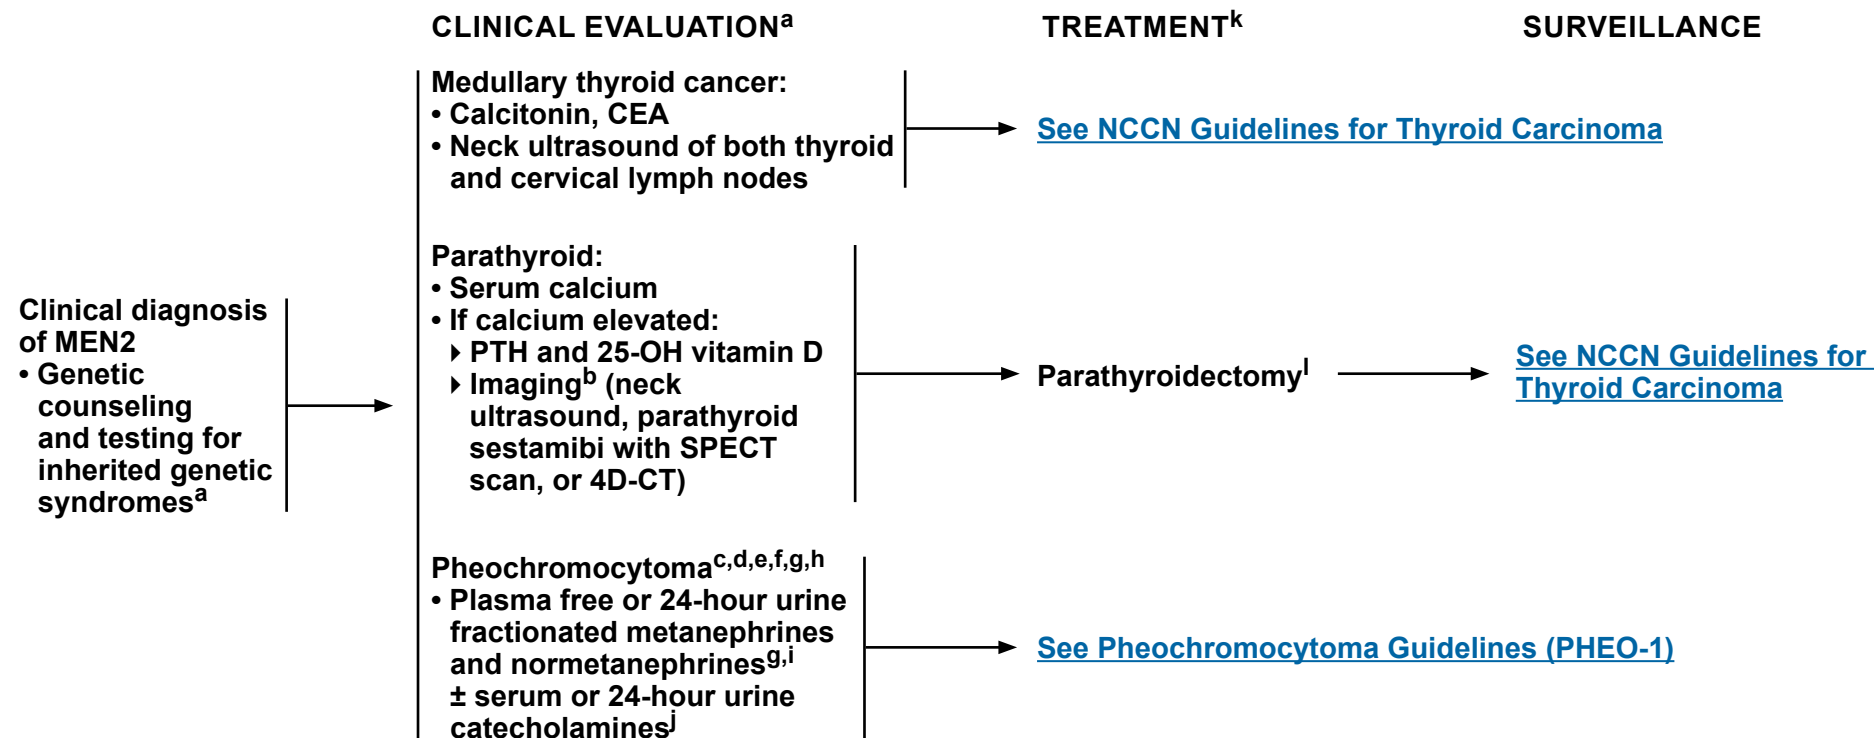 CLINICAL EVALUATIONa
TREATMENTk
SURVEILLANCE
Clinical diagnosis
of MEN2
• Genetic
counseling
and testing for
inherited genetic
syndromesa
Medullary thyroid cancer:
• Calcitonin, CEA
• Neck ultrasound of both thyroid
and cervical lymph nodes
See NCCN Guidelines for Thyroid Carcinoma
Parathyroid:
• Serum calcium
• If calcium elevated:
PTH and 25-OH vitamin D
Imagingb (neck
ultrasound, parathyroid
sestamibi with SPECT
scan, or 4D-CT)
Parathyroidectomyl
See NCCN Guidelines for
Thyroid Carcinoma
Pheochromocytomac,d,e,f,g,h
• Plasma free or 24-hour urine
fractionated metanephrines
and normetanephrinesg,i
± serum or 24-hour urine
catecholaminesj
See Pheochromocytoma Guidelines (PHEO-1)